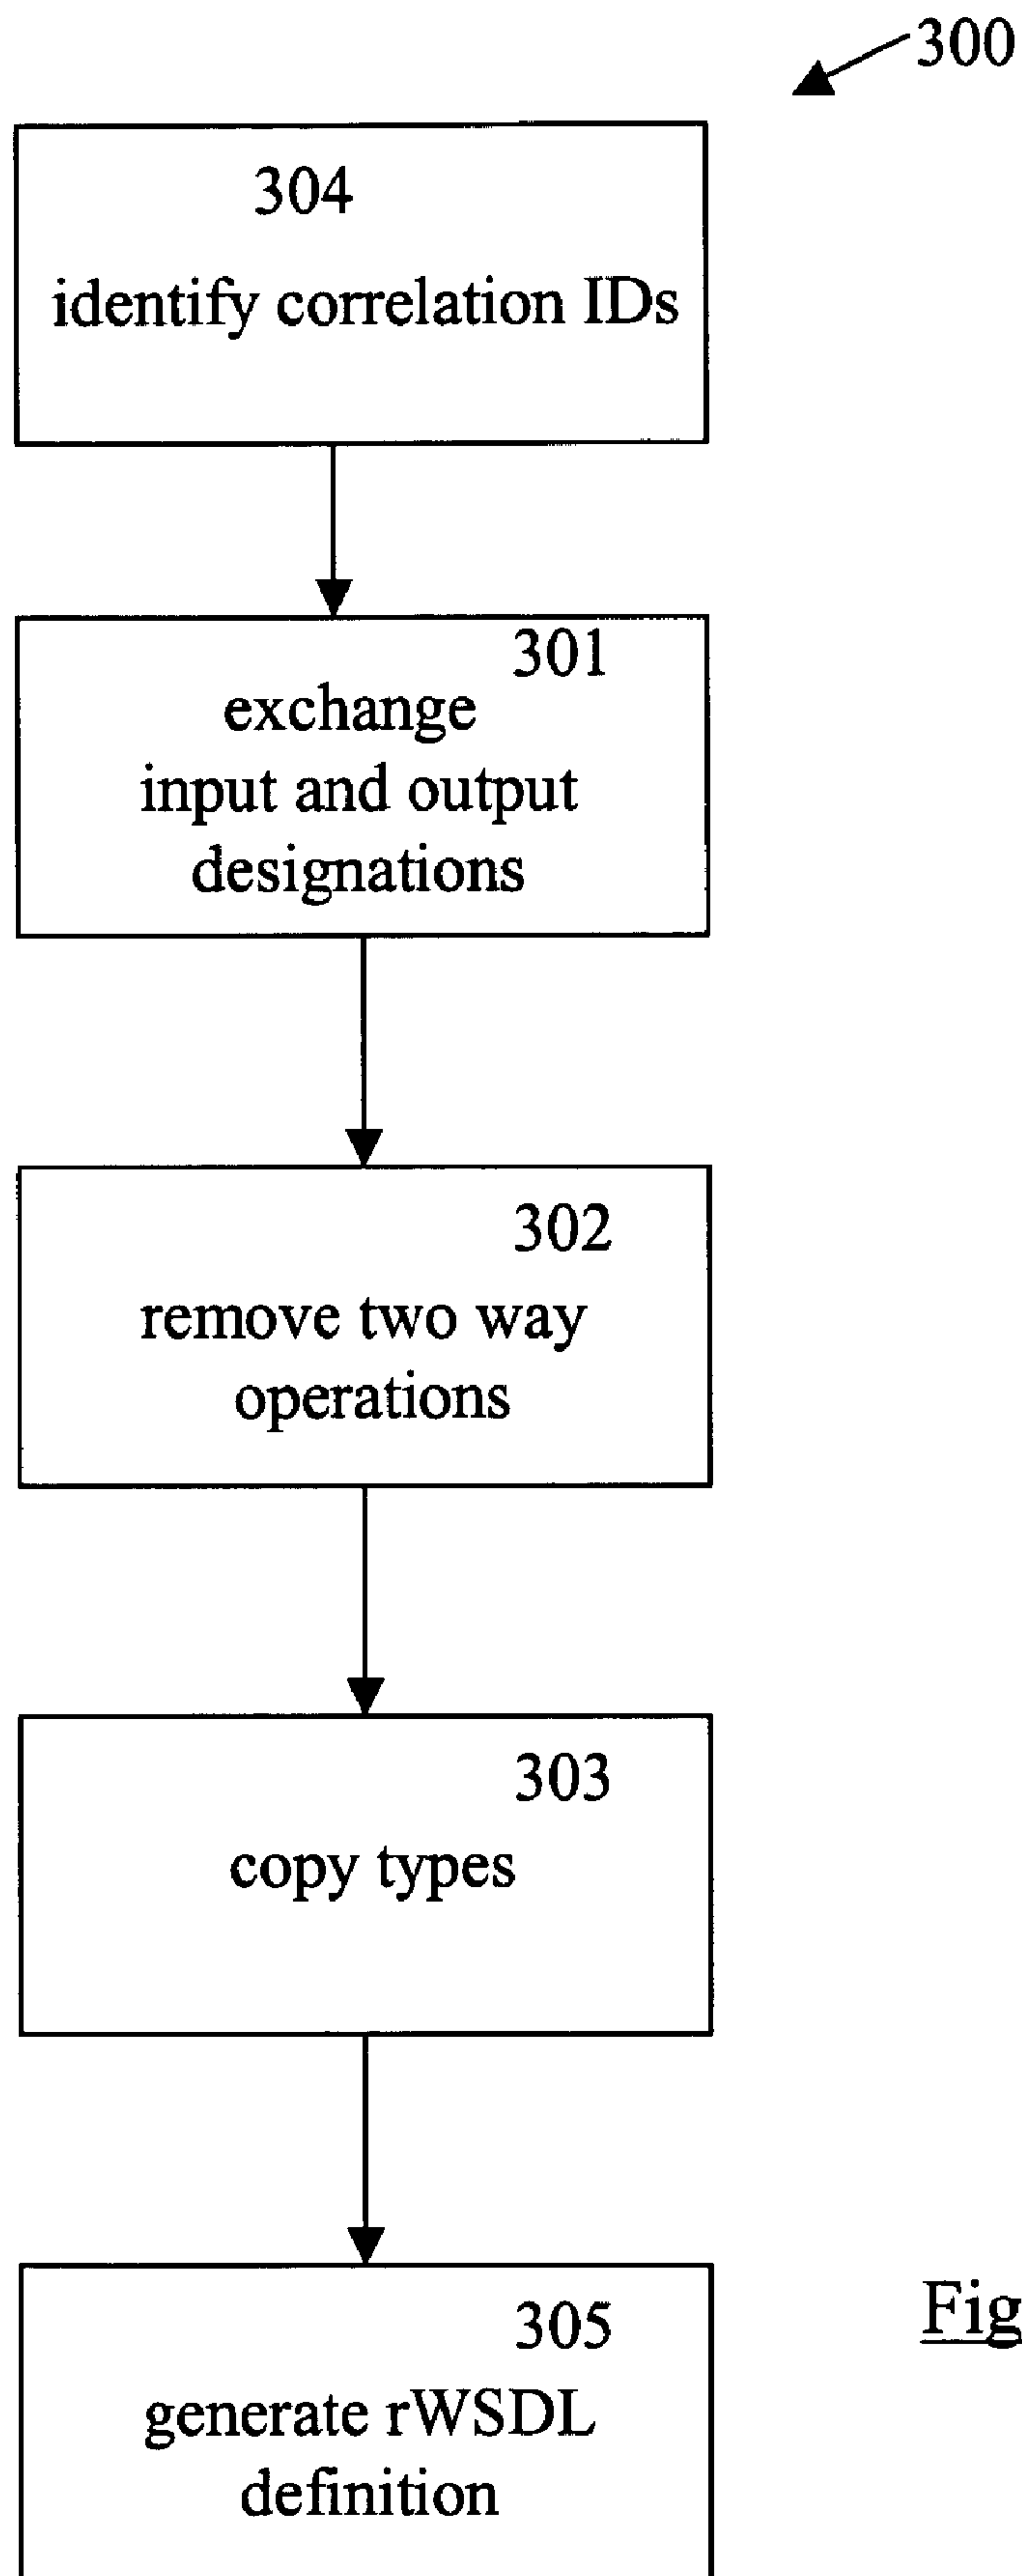 300
304
identify correlation IDs
301
exchange
input and output
designations
302
remove two way
operations
303
copy types
305
generate rWSDL
definition
Fig